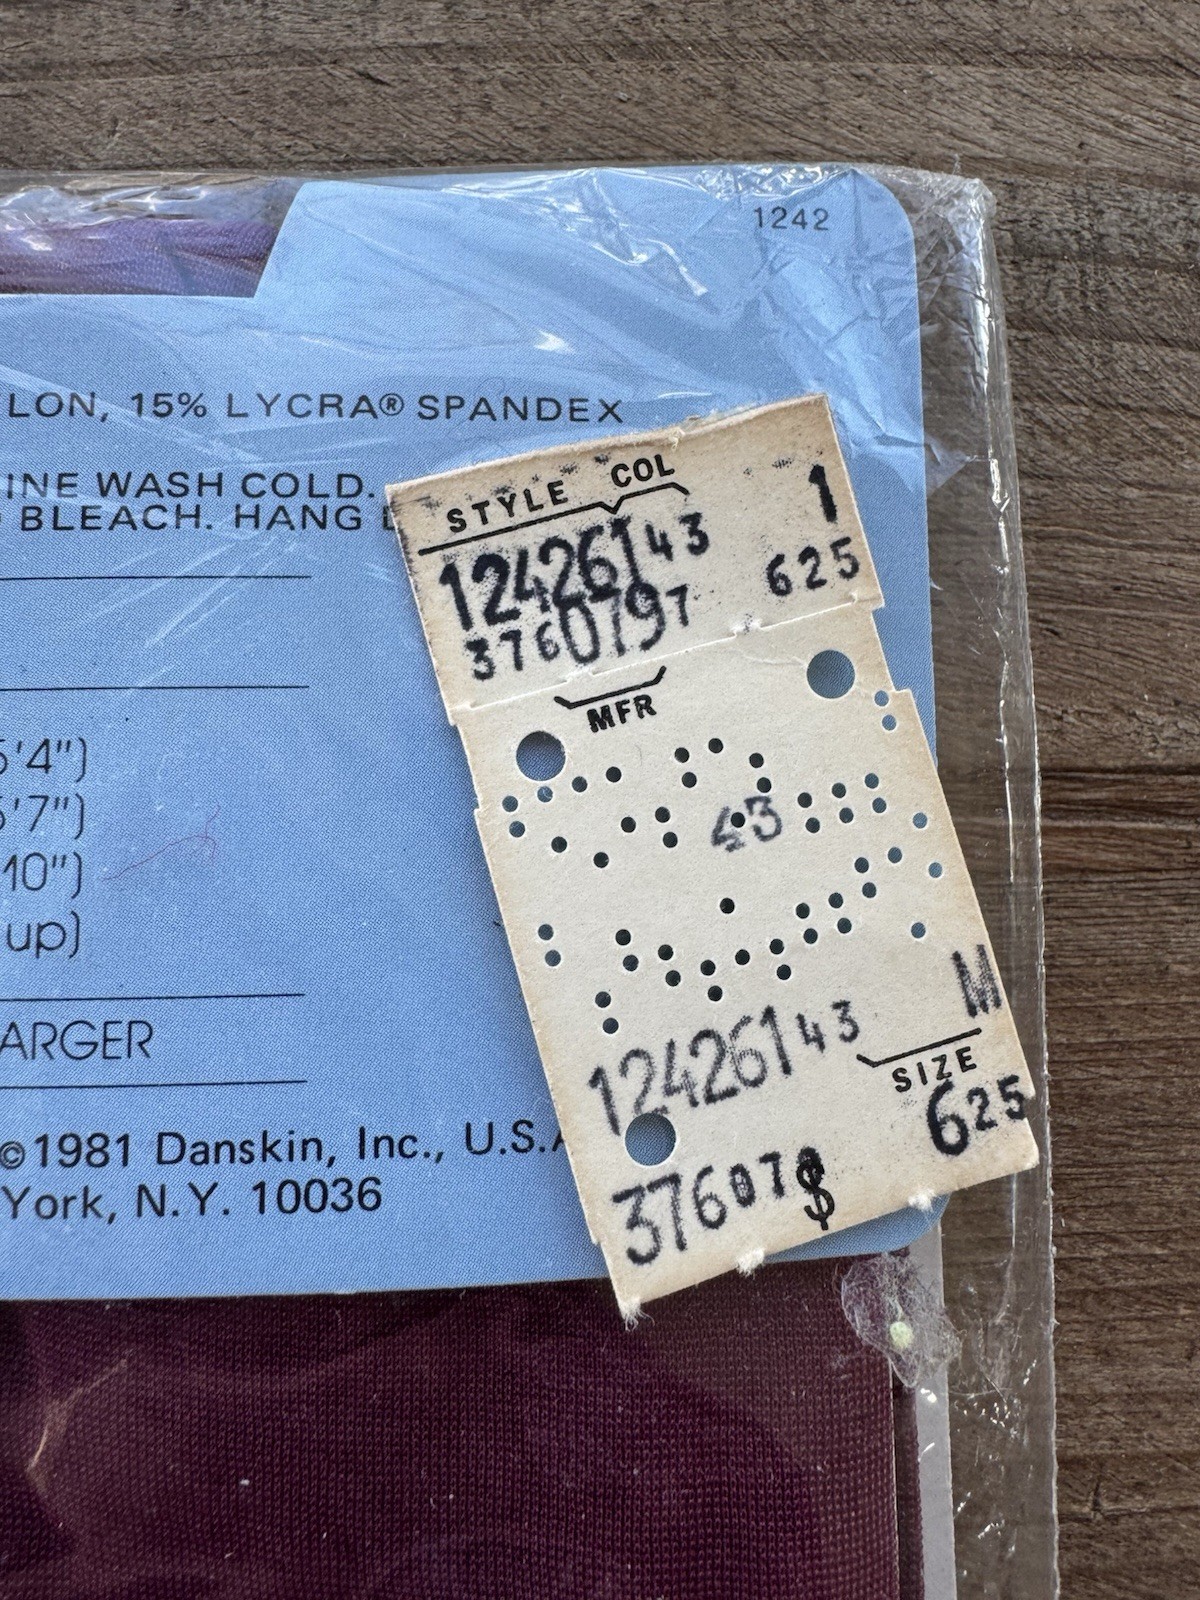 1242
LON, 15% LYCRA® SPANDEX
INE WASH COLD.
BLEACH. HANG
5'4")
5'7")
10")
up)
ARGER
©1981 Danskin, Inc., U.S.A
York, N.Y. 10036
STYLE COL
1
12426143
625
3760797
MFR
43
M
12426143
SIZE
625
37607
$